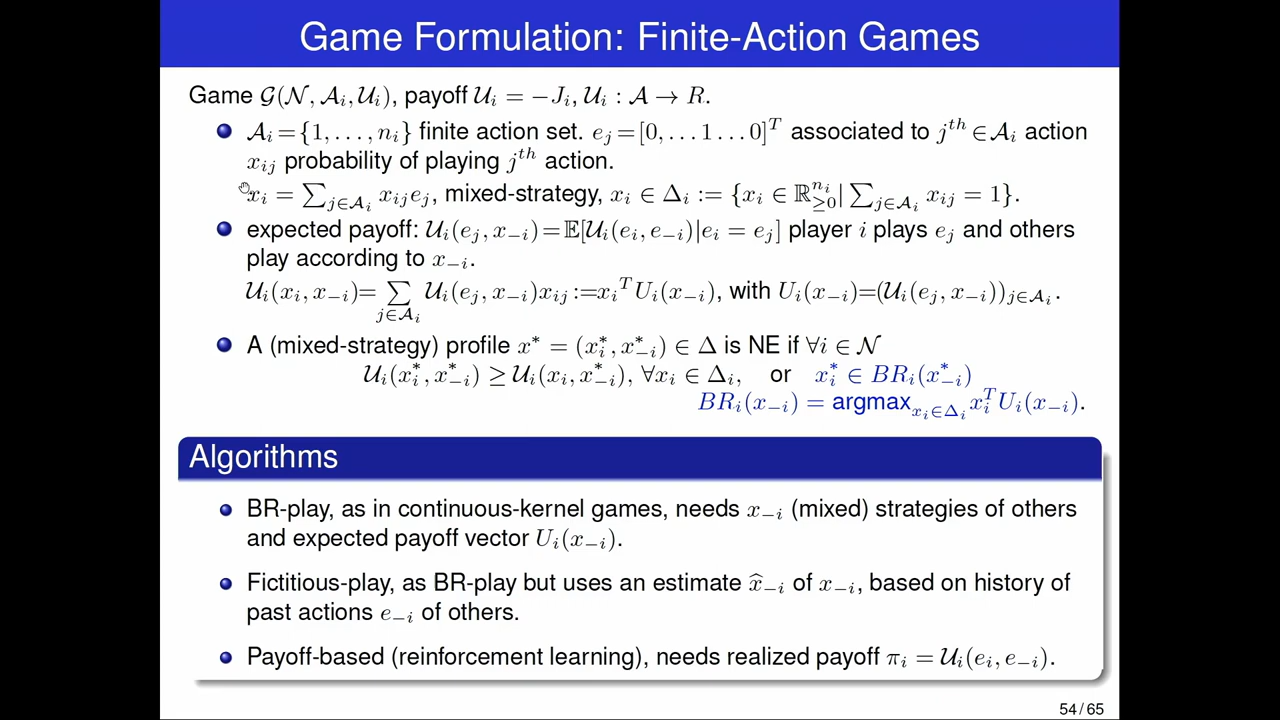 Game Formulation: Finite-Action Games
Game 𝒢(𝒩, 𝒜ᵢ, 𝒰ᵢ), payoff 𝒰ᵢ = −Jᵢ, 𝒰ᵢ : 𝒜 → R.
𝒜ᵢ = {1, . . . , nᵢ} finite action set. eⱼ = [0, . . . 1 . . . 0]ᵀ associated to jᵗʰ ∈ 𝒜ᵢ action
xᵢⱼ probability of playing jᵗʰ action.
xᵢ = ∑_{j∈𝒜ᵢ} xᵢⱼeⱼ, mixed-strategy, xᵢ ∈ Δᵢ := {xᵢ ∈ ℝ^{nᵢ}_{≥0} | ∑_{j∈𝒜ᵢ} xᵢⱼ = 1}.
expected payoff: 𝒰ᵢ(eⱼ, x₋ᵢ) = 𝔼[𝒰ᵢ(eᵢ, e₋ᵢ)|eᵢ = eⱼ] player i plays eⱼ and others
play according to x₋ᵢ.
𝒰ᵢ(xᵢ, x₋ᵢ) = ∑_{j∈𝒜ᵢ} 𝒰ᵢ(eⱼ, x₋ᵢ)xᵢⱼ := xᵢᵀUᵢ(x₋ᵢ), with Uᵢ(x₋ᵢ) = (𝒰ᵢ(eⱼ, x₋ᵢ))_{j∈𝒜ᵢ}.
A (mixed-strategy) profile x* = (xᵢ*, x₋ᵢ*) ∈ Δ is NE if ∀i ∈ 𝒩
𝒰ᵢ(xᵢ*, x₋ᵢ*) ≥ 𝒰ᵢ(xᵢ, x₋ᵢ*), ∀xᵢ ∈ Δᵢ, or xᵢ* ∈ BRᵢ(x₋ᵢ*)
BRᵢ(x₋ᵢ) = argmax_{xᵢ∈Δᵢ} xᵢᵀUᵢ(x₋ᵢ).
Algorithms
BR-play, as in continuous-kernel games, needs x₋ᵢ (mixed) strategies of others
and expected payoff vector Uᵢ(x₋ᵢ).
Fictitious-play, as BR-play but uses an estimate x̂₋ᵢ of x₋ᵢ, based on history of
past actions e₋ᵢ of others.
Payoff-based (reinforcement learning), needs realized payoff πᵢ = 𝒰ᵢ(eᵢ, e₋ᵢ).
54 / 65